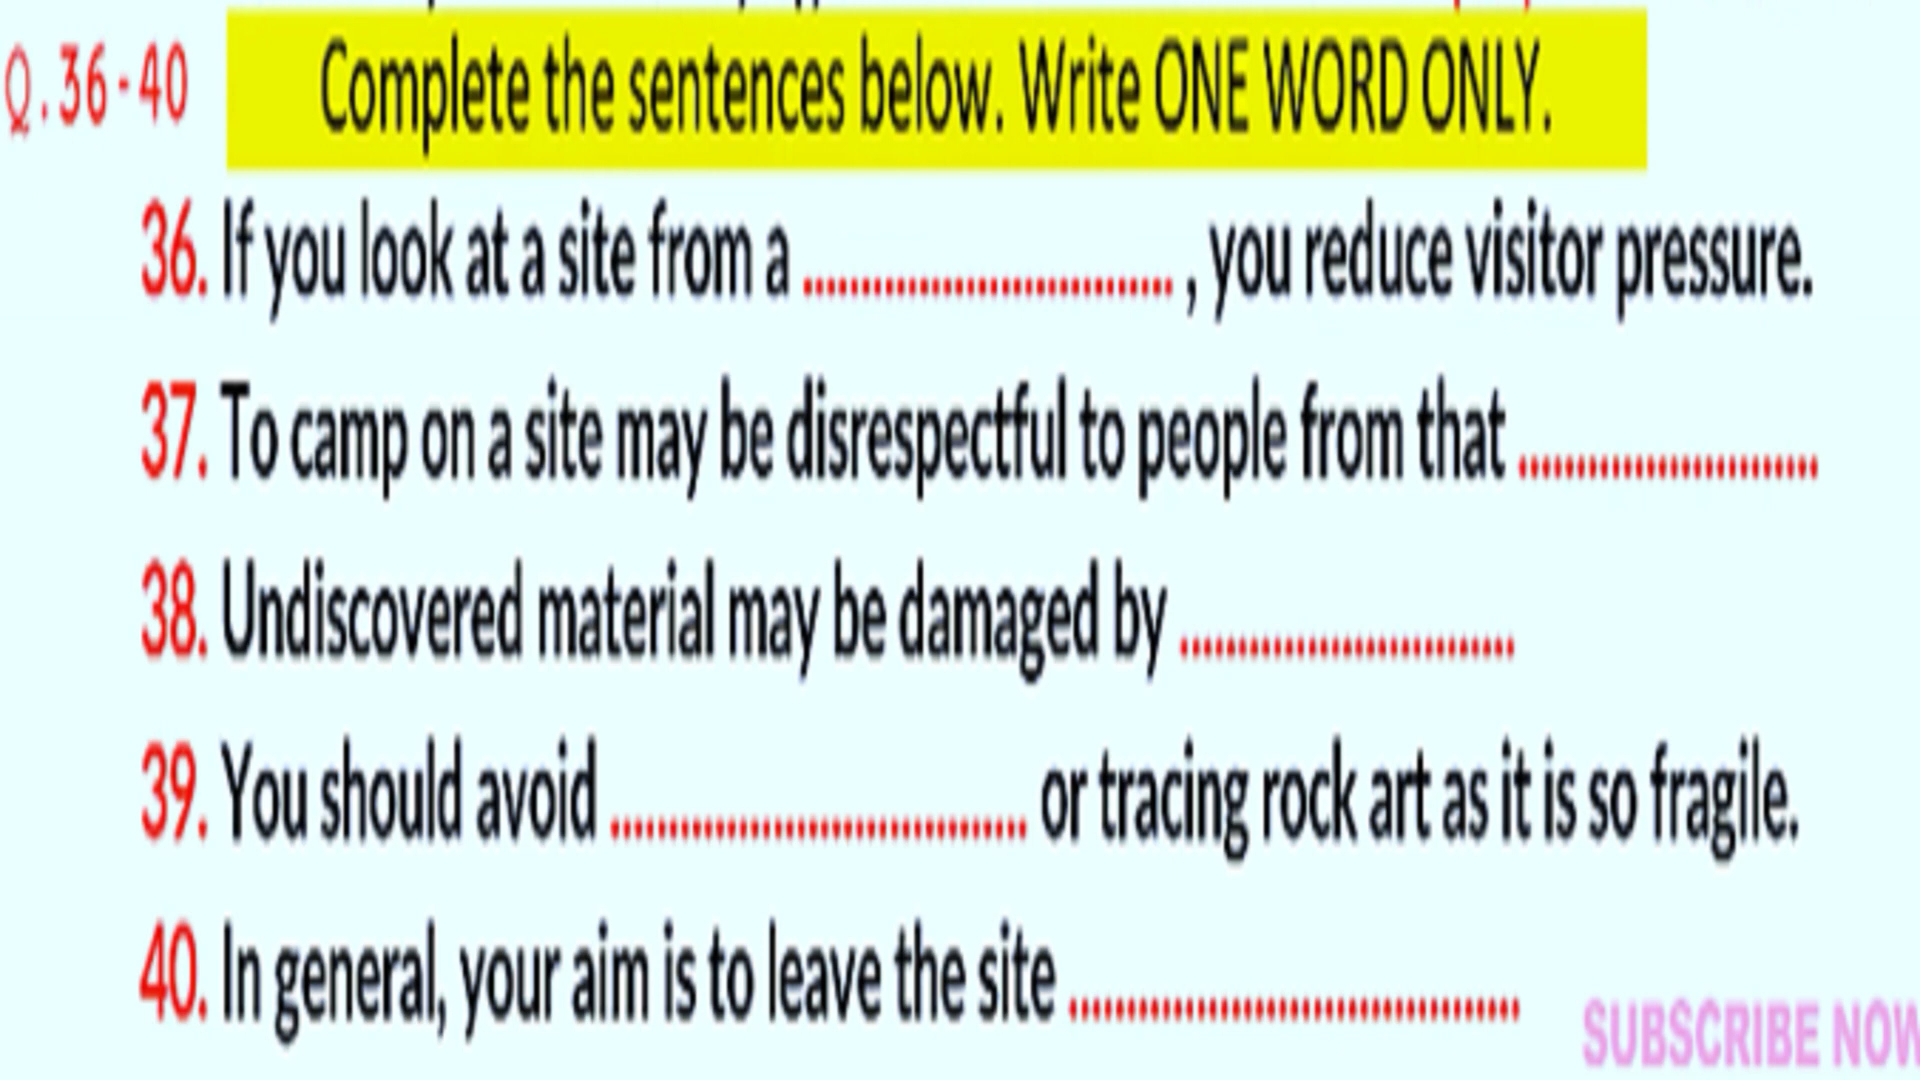 Q. 36-40 Complete the sentences below. Write ONE WORD ONLY.
36. If you look at a site from a ................................ , you reduce visitor pressure.
37. To camp on a site may be disrespectful to people from that ..........................
38. Undiscovered material may be damaged by .............................
39. You should avoid .................................... or tracing rock art as it is so fragile.
40. In general, your aim is to leave the site .......................................
SUBSCRIBE NOW